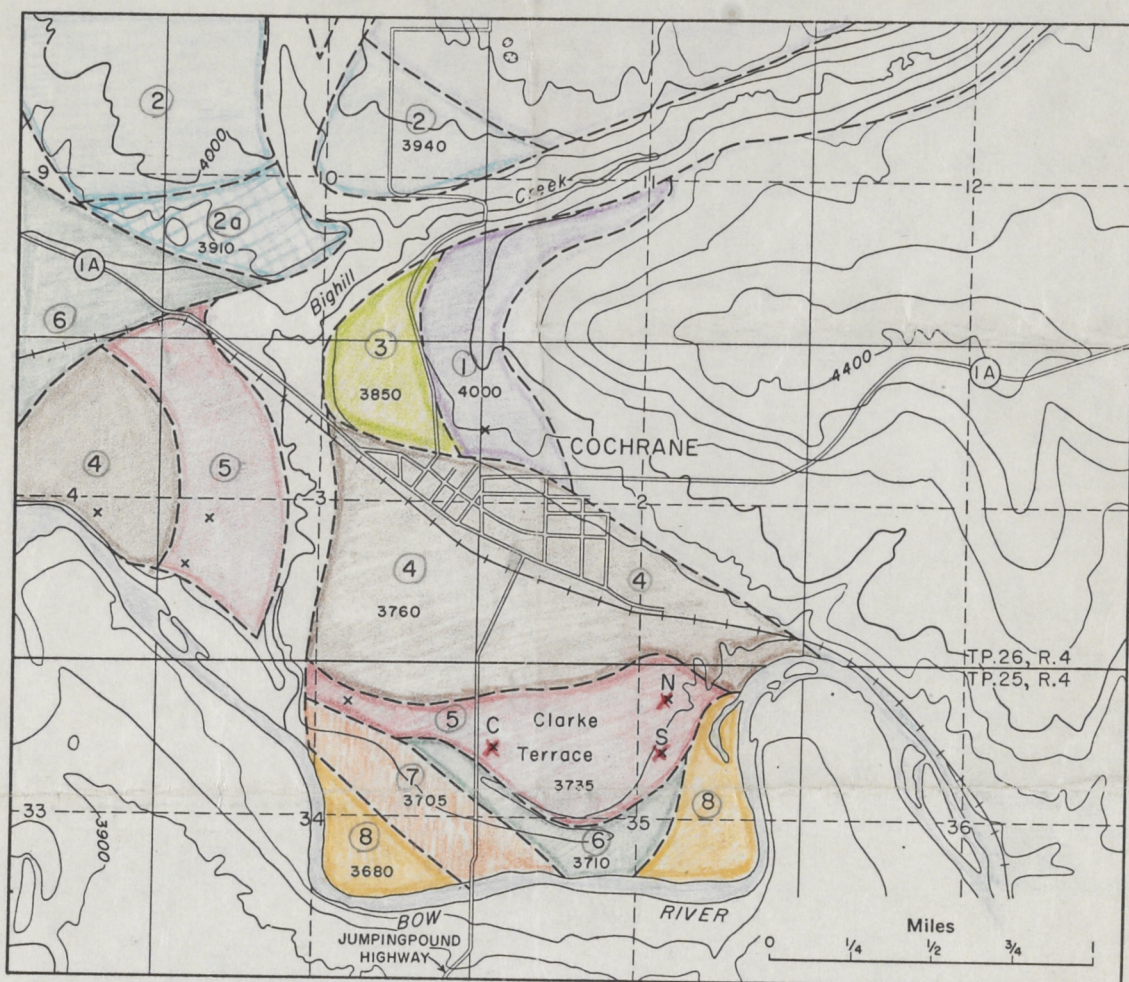 2
4000
2
3940
9
10
Creek
11
12
2a
3910
1A
Bighill
6
3
3850
1
4000
4400
1A
COCHRANE
4
5
4
3
2
4
3760
4
TP.26, R.4
TP.25, R.4
N
5
C
Clarke
Terrace
S
3735
7
3705
8
33
34
35
36
3900
6
3710
8
3680
BOW
RIVER
JUMPINGPOUND
HIGHWAY
Miles
0 1/4 1/2 3/4 1